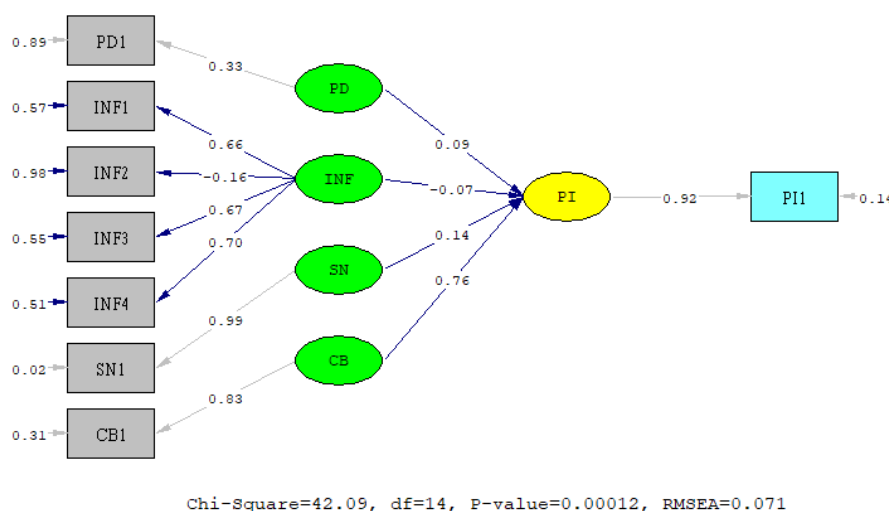 0.89 PD1
0.33
PD
0.57 INF1
0.66
0.09
0.98 INF2
-0.16
INF
-0.07
PI
0.92
PI1
0.14
0.67
0.55 INF3
0.70
0.14
SN
0.51 INF4
0.76
0.99
0.02 SN1
CB
0.83
0.31 CB1
Chi-Square=42.09, df=14, P-value=0.00012, RMSEA=0.071